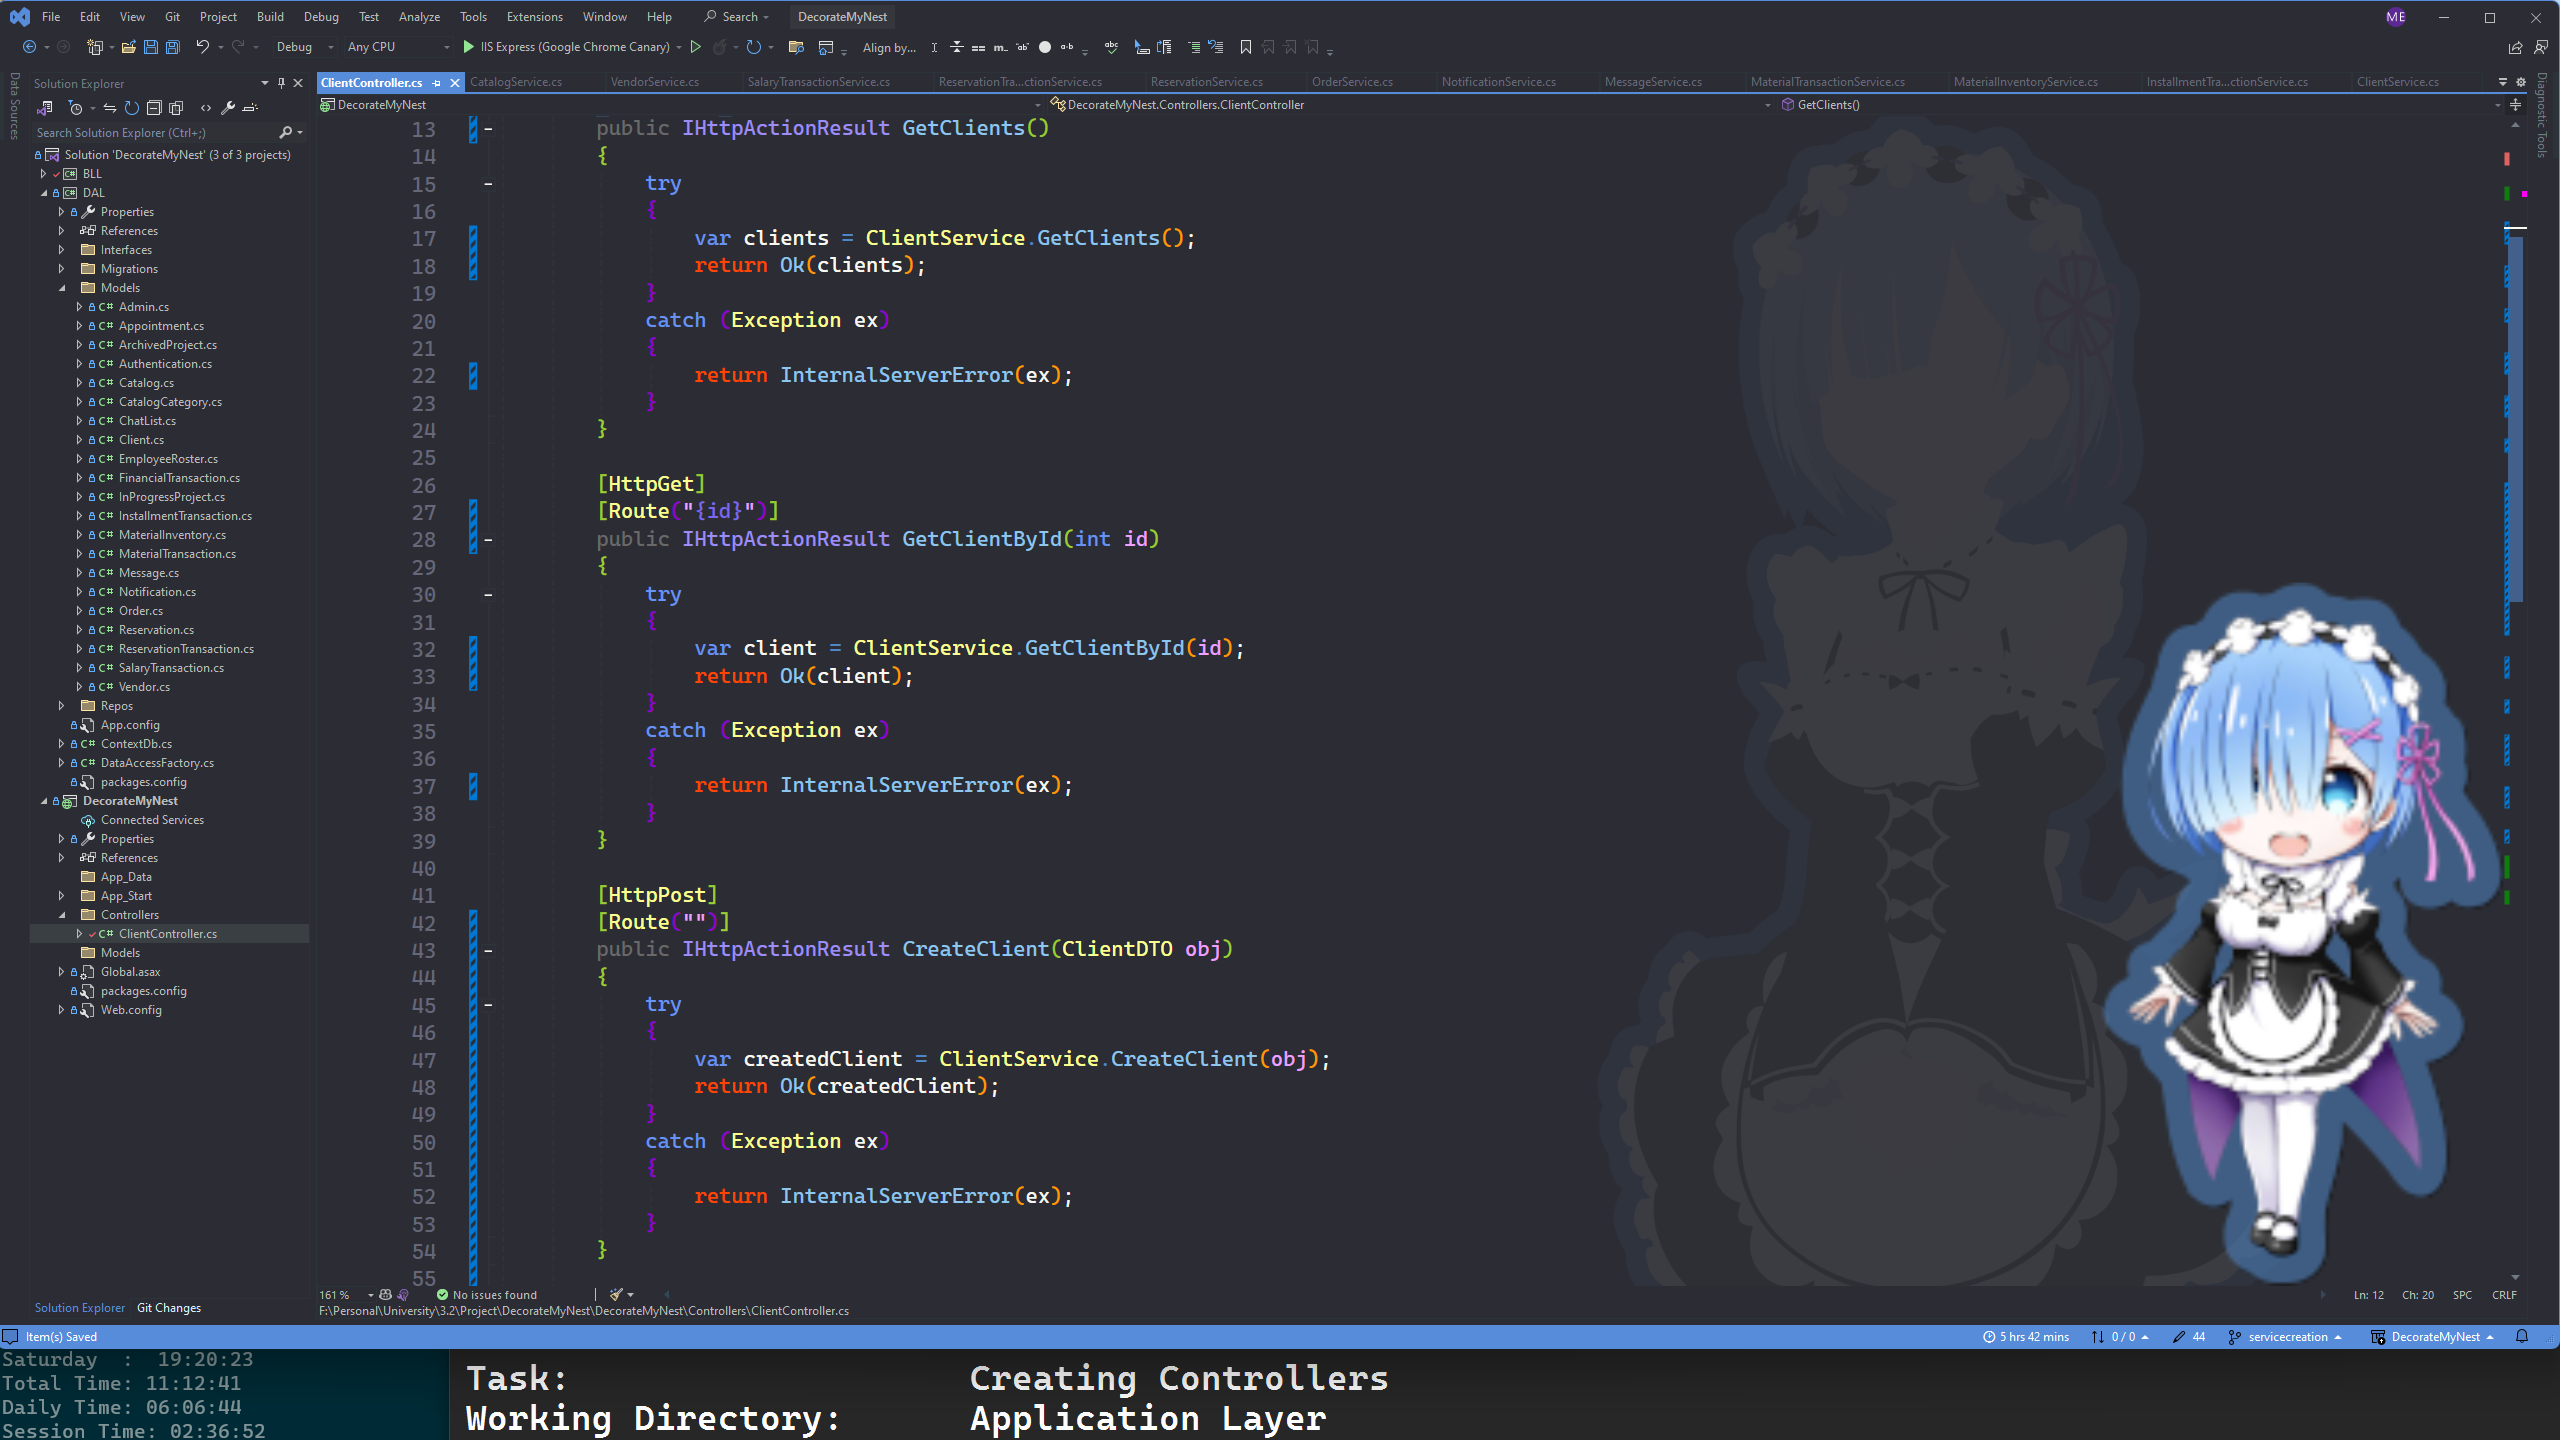 File Edit View Git Project Build Debug Test Analyze Tools Extensions Window Help Search DecorateMyNest ME
Debug Any CPU IIS Express (Google Chrome Canary) Align by...
Data Sources
Diagnostic Tools
Solution Explorer
Search Solution Explorer (Ctrl+;)
Solution 'DecorateMyNest' (3 of 3 projects)
C# BLL
C# DAL
Properties
References
Interfaces
Migrations
Models
C# Admin.cs
C# Appointment.cs
C# ArchivedProject.cs
C# Authentication.cs
C# Catalog.cs
C# CatalogCategory.cs
C# ChatList.cs
C# Client.cs
C# EmployeeRoster.cs
C# FinancialTransaction.cs
C# InProgressProject.cs
C# InstallmentTransaction.cs
C# MaterialInventory.cs
C# MaterialTransaction.cs
C# Message.cs
C# Notification.cs
C# Order.cs
C# Reservation.cs
C# ReservationTransaction.cs
C# SalaryTransaction.cs
C# Vendor.cs
Repos
App.config
C# ContextDb.cs
C# DataAccessFactory.cs
packages.config
DecorateMyNest
Connected Services
Properties
References
App_Data
App_Start
Controllers
C# ClientController.cs
Models
Global.asax
packages.config
Web.config
Solution Explorer Git Changes
ClientController.cs CatalogService.cs VendorService.cs SalaryTransactionService.cs ReservationTra...ctionService.cs ReservationService.cs OrderService.cs NotificationService.cs MessageService.cs MaterialTransactionService.cs MaterialInventoryService.cs InstallmentTra...ctionService.cs ClientService.cs
DecorateMyNest DecorateMyNest.Controllers.ClientController GetClients()
13 public IHttpActionResult GetClients()
14 {
15 try
16 {
17 var clients = ClientService.GetClients();
18 return Ok(clients);
19 }
20 catch (Exception ex)
21 {
22 return InternalServerError(ex);
23 }
24 }
25
26 [HttpGet]
27 [Route("{id}")]
28 public IHttpActionResult GetClientById(int id)
29 {
30 try
31 {
32 var client = ClientService.GetClientById(id);
33 return Ok(client);
34 }
35 catch (Exception ex)
36 {
37 return InternalServerError(ex);
38 }
39 }
40
41 [HttpPost]
42 [Route("")]
43 public IHttpActionResult CreateClient(ClientDTO obj)
44 {
45 try
46 {
47 var createdClient = ClientService.CreateClient(obj);
48 return Ok(createdClient);
49 }
50 catch (Exception ex)
51 {
52 return InternalServerError(ex);
53 }
54 }
55
161 % No issues found Ln: 12 Ch: 20 SPC CRLF
F:\Personal\University\3.2\Project\DecorateMyNest\DecorateMyNest\Controllers\ClientController.cs
Item(s) Saved 5 hrs 42 mins 0 / 0 44 servicecreation DecorateMyNest
Saturday : 19:20:23
Total Time: 11:12:41
Daily Time: 06:06:44
Session Time: 02:36:52
Task: Creating Controllers
Working Directory: Application Layer